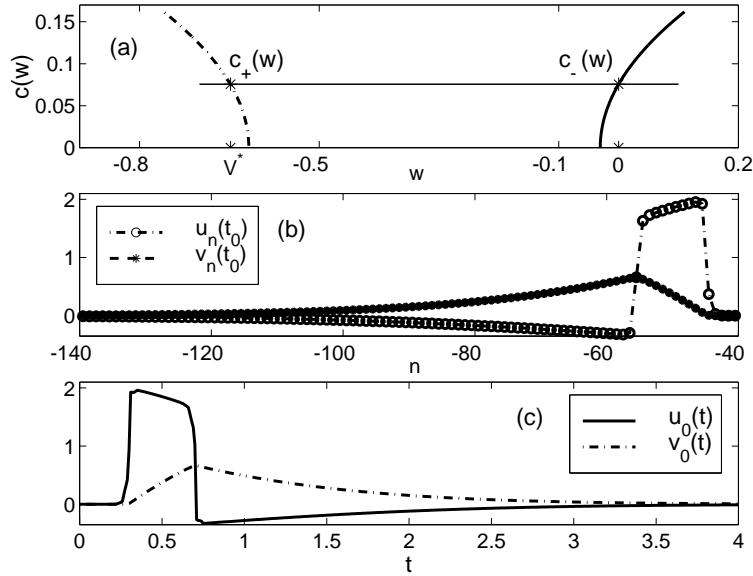 0.15
0.1
0.05
0
c(w)
(a)
c₊(w)
c₋(w)
-0.8
V*
-0.5
-0.1
0
0.2
w
2
1
0
uₙ(t₀)
vₙ(t₀)
(b)
-140
-120
-100
-80
-60
-40
n
2
1
0
(c)
u₀(t)
v₀(t)
0
0.5
1
1.5
2
2.5
3
3.5
4
t